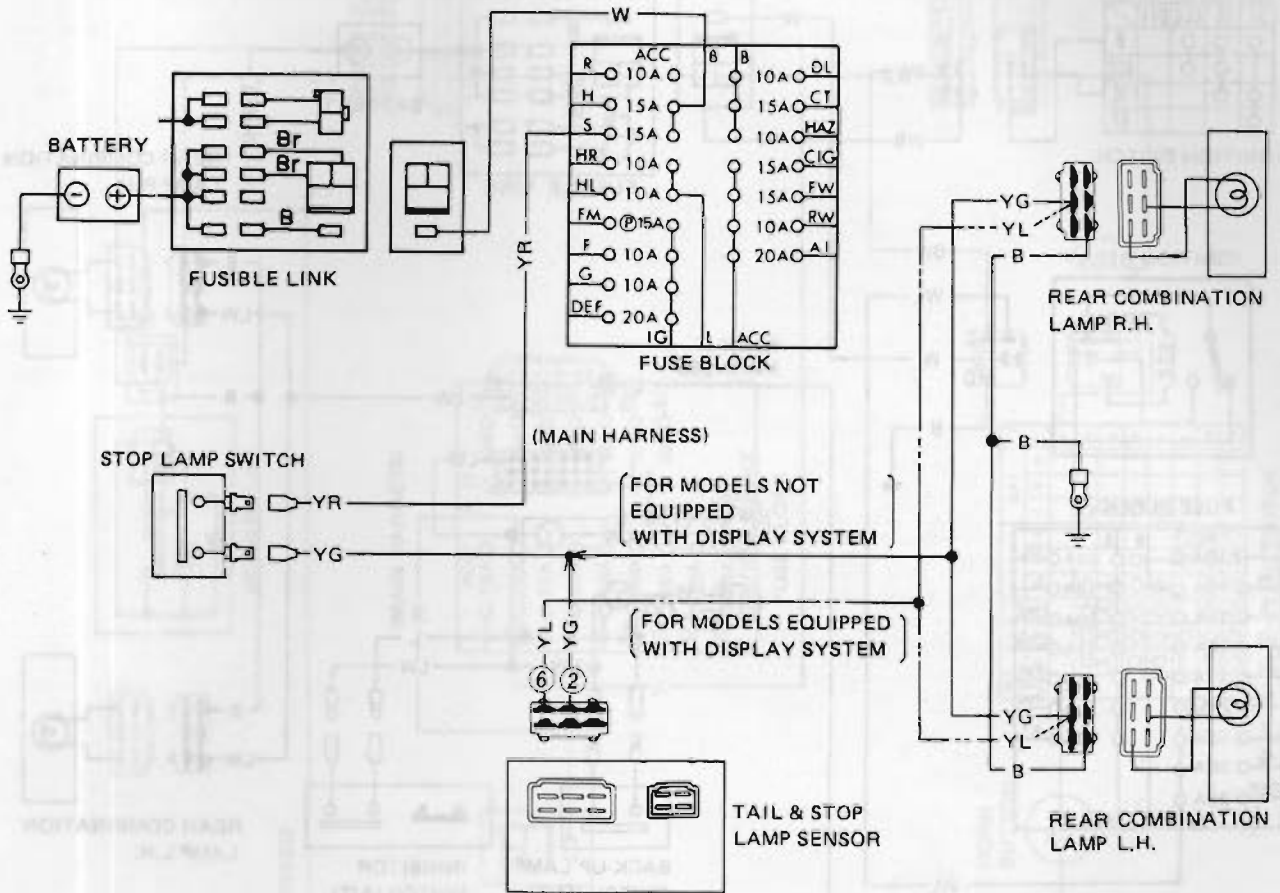 W
ACC
B
B
R
10A
10A
DL
H
15A
15A
CT
S
15A
10A
HAZ
HR
10A
15A
CIG
HL
10A
15A
FW
FM
P 15A
10A
RW
F
10A
20A
A.I.
G
10A
DEF
20A
IG
L
ACC
FUSE BLOCK
BATTERY
-
+
Br
Br
B
FUSIBLE LINK
YR
YG
YL
B
REAR COMBINATION
LAMP R.H.
B
(MAIN HARNESS)
STOP LAMP SWITCH
YR
YG
FOR MODELS NOT
EQUIPPED
WITH DISPLAY SYSTEM
FOR MODELS EQUIPPED
WITH DISPLAY SYSTEM
YL
YG
6
2
TAIL & STOP
LAMP SENSOR
YG
YL
B
REAR COMBINATION
LAMP L.H.